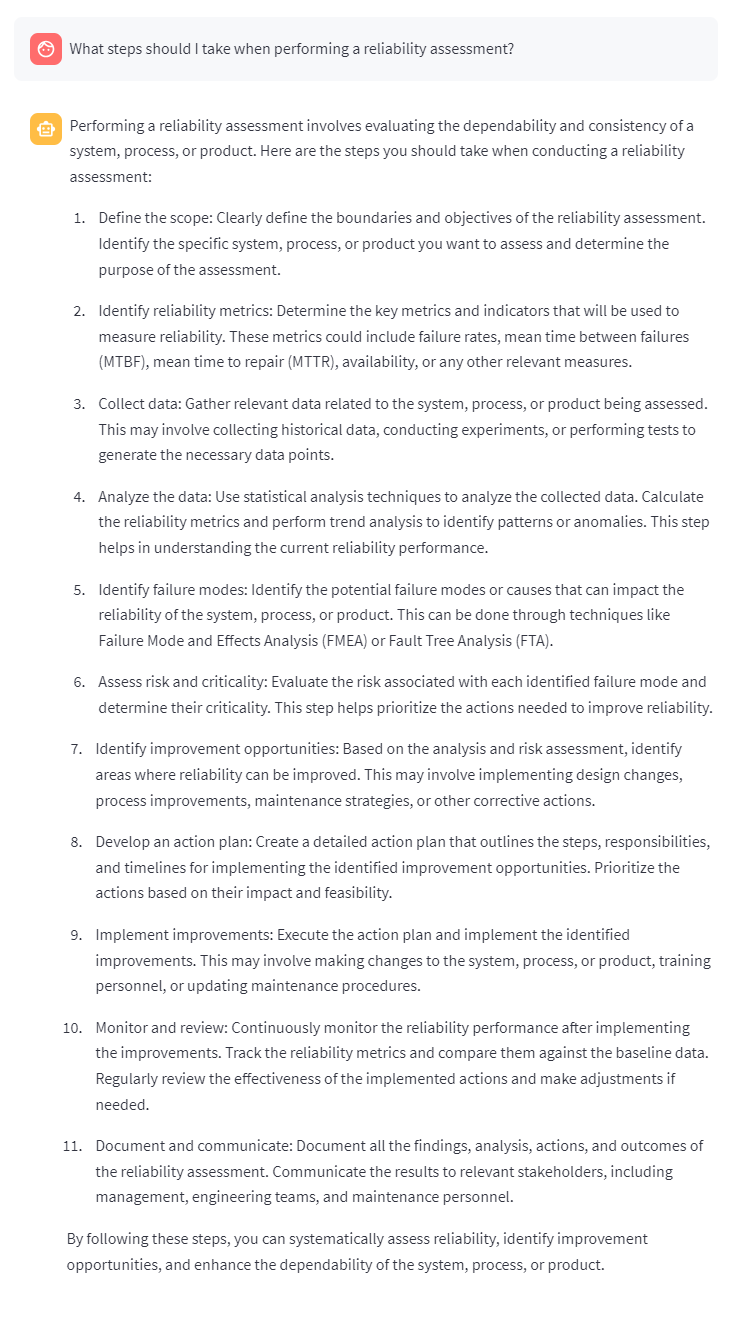 What steps should I take when performing a reliability assessment?
Performing a reliability assessment involves evaluating the dependability and consistency of a
system, process, or product. Here are the steps you should take when conducting a reliability
assessment:
1. Define the scope: Clearly define the boundaries and objectives of the reliability assessment.
Identify the specific system, process, or product you want to assess and determine the
purpose of the assessment.
2. Identify reliability metrics: Determine the key metrics and indicators that will be used to
measure reliability. These metrics could include failure rates, mean time between failures
(MTBF), mean time to repair (MTTR), availability, or any other relevant measures.
3. Collect data: Gather relevant data related to the system, process, or product being assessed.
This may involve collecting historical data, conducting experiments, or performing tests to
generate the necessary data points.
4. Analyze the data: Use statistical analysis techniques to analyze the collected data. Calculate
the reliability metrics and perform trend analysis to identify patterns or anomalies. This step
helps in understanding the current reliability performance.
5. Identify failure modes: Identify the potential failure modes or causes that can impact the
reliability of the system, process, or product. This can be done through techniques like
Failure Mode and Effects Analysis (FMEA) or Fault Tree Analysis (FTA).
6. Assess risk and criticality: Evaluate the risk associated with each identified failure mode and
determine their criticality. This step helps prioritize the actions needed to improve reliability.
7. Identify improvement opportunities: Based on the analysis and risk assessment, identify
areas where reliability can be improved. This may involve implementing design changes,
process improvements, maintenance strategies, or other corrective actions.
8. Develop an action plan: Create a detailed action plan that outlines the steps, responsibilities,
and timelines for implementing the identified improvement opportunities. Prioritize the
actions based on their impact and feasibility.
9. Implement improvements: Execute the action plan and implement the identified
improvements. This may involve making changes to the system, process, or product, training
personnel, or updating maintenance procedures.
10. Monitor and review: Continuously monitor the reliability performance after implementing
the improvements. Track the reliability metrics and compare them against the baseline data.
Regularly review the effectiveness of the implemented actions and make adjustments if
needed.
11. Document and communicate: Document all the findings, analysis, actions, and outcomes of
the reliability assessment. Communicate the results to relevant stakeholders, including
management, engineering teams, and maintenance personnel.
By following these steps, you can systematically assess reliability, identify improvement
opportunities, and enhance the dependability of the system, process, or product.